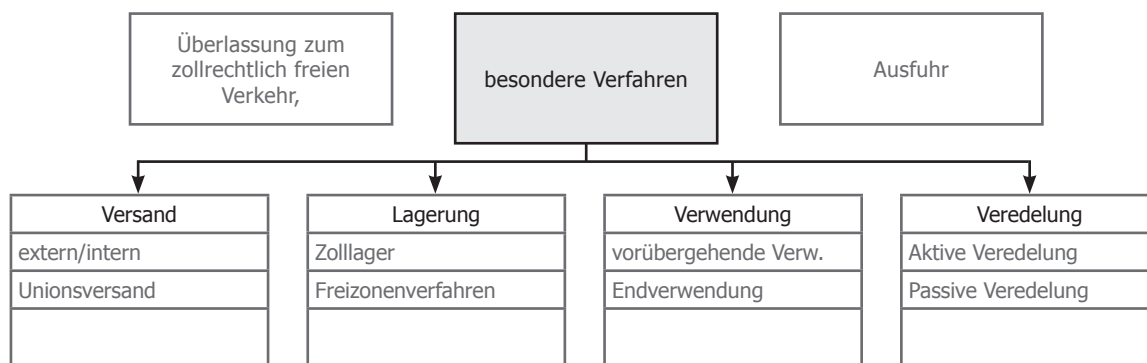 Überlassung zum
zollrechtlich freien
Verkehr,
besondere Verfahren
Ausfuhr
Versand
extern/intern
Unionsversand
Lagerung
Zolllager
Freizonenverfahren
Verwendung
vorübergehende Verw.
Endverwendung
Veredelung
Aktive Veredelung
Passive Veredelung